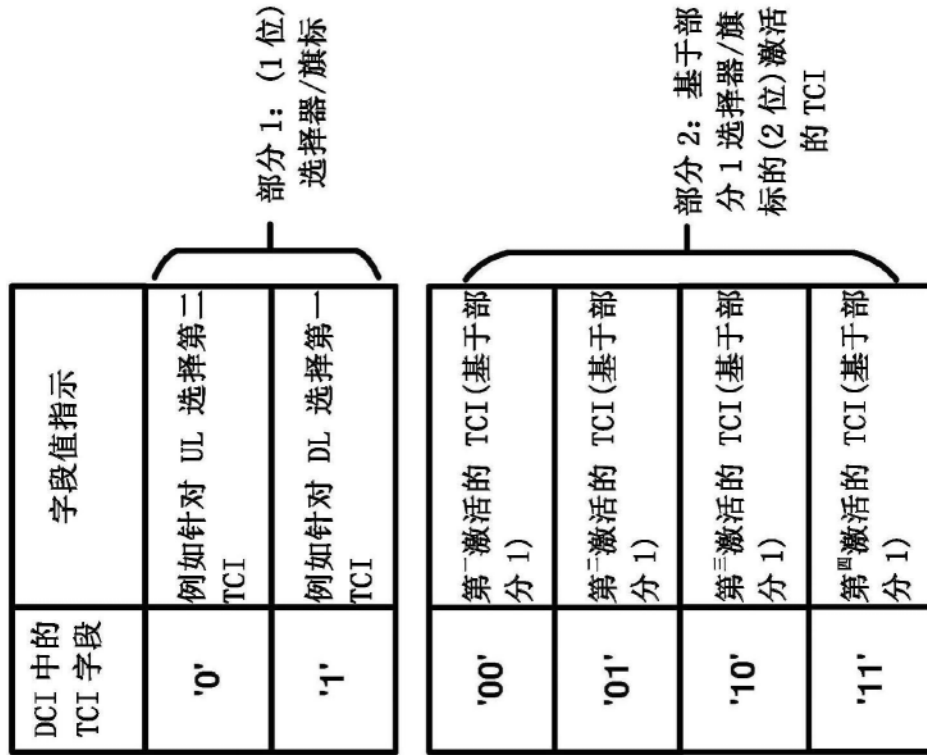 DCI 中的
TCI 字段
字段值指示
'0'
例如针对 UL 选择第二
TCI
'1'
例如针对 DL 选择第一
TCI
部分 1: (1 位)
选择器/旗标
'00'
第一激活的 TCI(基于部
分 1)
'01'
第二激活的 TCI(基于部
分 1)
'10'
第三激活的 TCI(基于部
分 1)
'11'
第四激活的 TCI(基于部
分 1)
部分 2: 基于部
分 1 选择器/旗
标的(2 位)激活
的 TCI